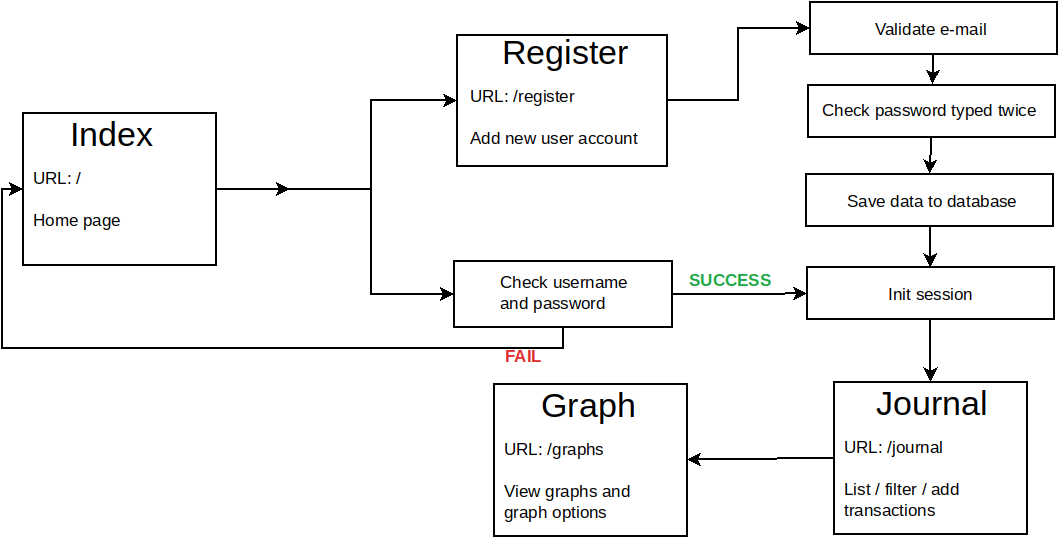 Index
URL: /
Home page
Register
URL: /register
Add new user account
Validate e-mail
Check password typed twice
Save data to database
Check username
and password
SUCCESS
FAIL
Init session
Journal
URL: /journal
List / filter / add
transactions
Graph
URL: /graphs
View graphs and
graph options